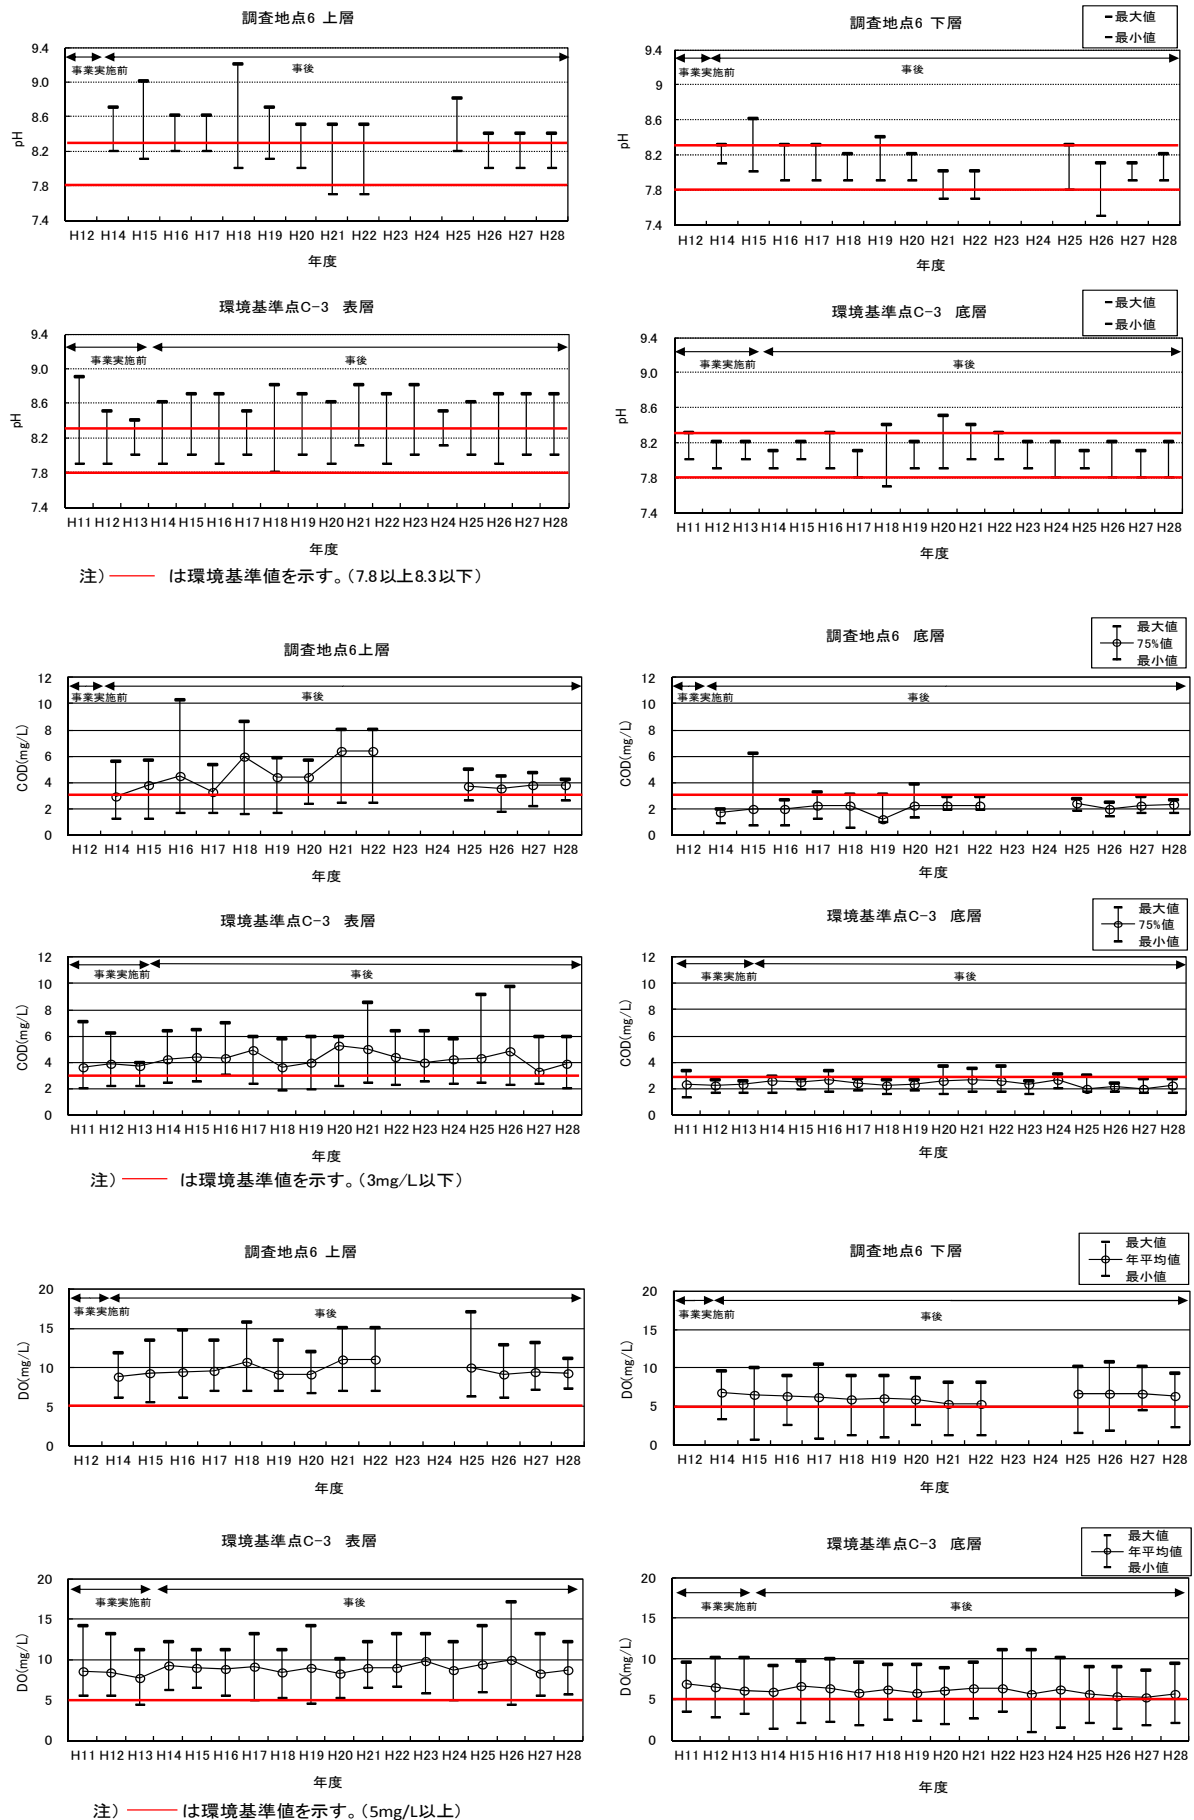 調査地点6 上層
9.4
9.0
8.6
8.2
7.8
7.4
pH
事業実施前
事後
H12 H14 H15 H16 H17 H18 H19 H20 H21 H22 H23 H24 H25 H26 H27 H28
年度
調査地点6 下層
最大値
最小値
9.4
9
8.6
8.2
7.8
7.4
pH
事業実施前
事後
H12 H14 H15 H16 H17 H18 H19 H20 H21 H22 H23 H24 H25 H26 H27 H28
年度
環境基準点C-3 表層
9.4
9.0
8.6
8.2
7.8
7.4
pH
事業実施前
事後
H11 H12 H13 H14 H15 H16 H17 H18 H19 H20 H21 H22 H23 H24 H25 H26 H27 H28
年度
環境基準点C-3 底層
最大値
最小値
9.4
9.0
8.6
8.2
7.8
7.4
pH
事業実施前
事後
H11 H12 H13 H14 H15 H16 H17 H18 H19 H20 H21 H22 H23 H24 H25 H26 H27 H28
年度
注) は環境基準値を示す。(7.8以上8.3以下)
調査地点6上層
12
10
8
6
4
2
0
COD(mg/L)
事業実施前
事後
H12 H14 H15 H16 H17 H18 H19 H20 H21 H22 H23 H24 H25 H26 H27 H28
年度
調査地点6 底層
最大値
75%値
最小値
12
10
8
6
4
2
0
COD(mg/L)
事業実施前
事後
H12 H14 H15 H16 H17 H18 H19 H20 H21 H22 H23 H24 H25 H26 H27 H28
年度
環境基準点C-3 表層
12
10
8
6
4
2
0
COD(mg/L)
事業実施前
事後
H11 H12 H13 H14 H15 H16 H17 H18 H19 H20 H21 H22 H23 H24 H25 H26 H27 H28
年度
環境基準点C-3 底層
最大値
75%値
最小値
12
10
8
6
4
2
0
COD(mg/L)
事業実施前
事後
H11 H12 H13 H14 H15 H16 H17 H18 H19 H20 H21 H22 H23 H24 H25 H26 H27 H28
年度
注) は環境基準値を示す。(3mg/L以下)
調査地点6 上層
20
15
10
5
0
DO(mg/L)
事業実施前
事後
H12 H14 H15 H16 H17 H18 H19 H20 H21 H22 H23 H24 H25 H26 H27 H28
年度
調査地点6 下層
最大値
年平均値
最小値
20
15
10
5
0
DO(mg/L)
事業実施前
事後
H12 H14 H15 H16 H17 H18 H19 H20 H21 H22 H23 H24 H25 H26 H27 H28
年度
環境基準点C-3 表層
20
15
10
5
0
DO(mg/L)
事業実施前
事後
H11 H12 H13 H14 H15 H16 H17 H18 H19 H20 H21 H22 H23 H24 H25 H26 H27 H28
年度
環境基準点C-3 底層
最大値
年平均値
最小値
20
15
10
5
0
DO(mg/L)
事業実施前
事後
H11 H12 H13 H14 H15 H16 H17 H18 H19 H20 H21 H22 H23 H24 H25 H26 H27 H28
年度
注) は環境基準値を示す。(5mg/L以上)